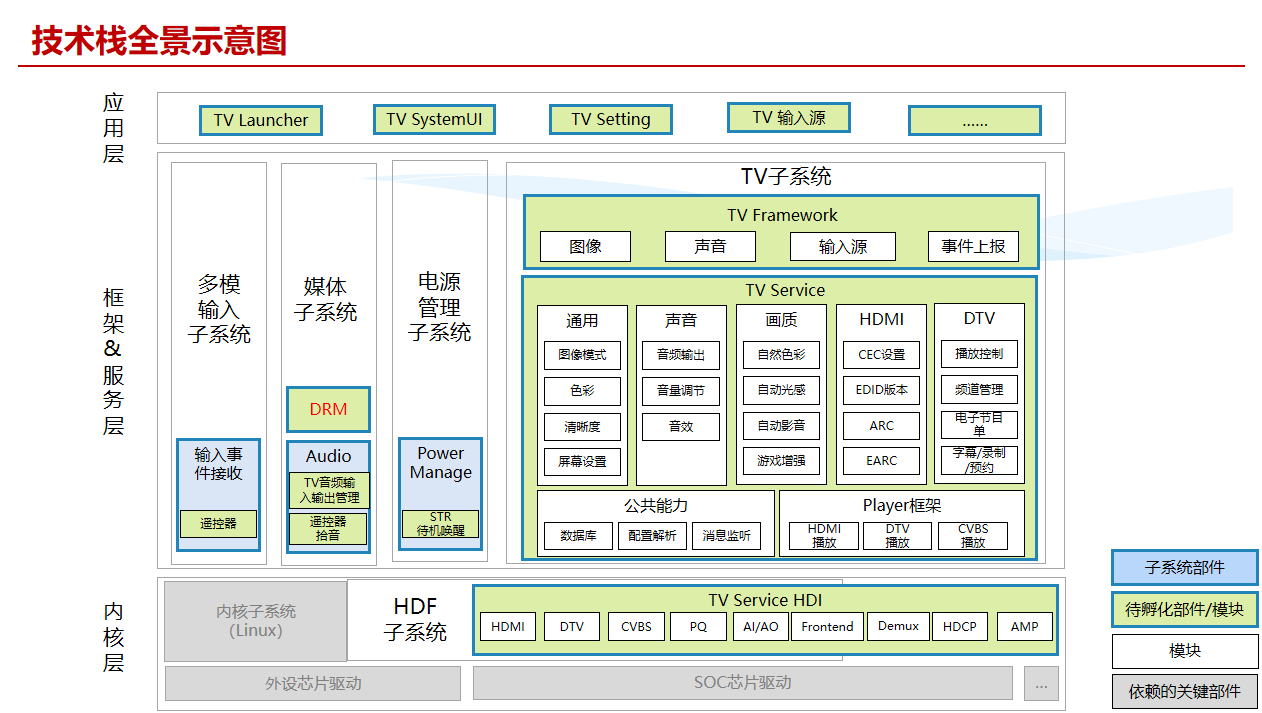 技术栈全景示意图
应
用
层
TV Launcher
TV SystemUI
TV Setting
TV 输入源
......
框
架
&
服
务
层
多模
输入
子系统
输入事
件接收
遥控器
媒体
子系统
DRM
Audio
TV音频输
入输出管理
遥控器
拾音
电源
管理
子系统
Power
Manage
STR
待机唤醒
TV子系统
TV Framework
图像
声音
输入源
事件上报
TV Service
通用
图像模式
色彩
清晰度
屏幕设置
声音
音频输出
音量调节
音效
画质
自然色彩
自动光感
自动影音
游戏增强
HDMI
CEC设置
EDID版本
ARC
EARC
DTV
播放控制
频道管理
电子节目
单
字幕/录制
/预约
公共能力
数据库
配置解析
消息监听
Player框架
HDMI
播放
DTV
播放
CVBS
播放
内
核
层
内核子系统
（Linux）
HDF
子系统
TV Service HDI
HDMI
DTV
CVBS
PQ
AI/AO
Frontend
Demux
HDCP
AMP
外设芯片驱动
SOC芯片驱动
...
子系统部件
待孵化部件/模块
模块
依赖的关键部件